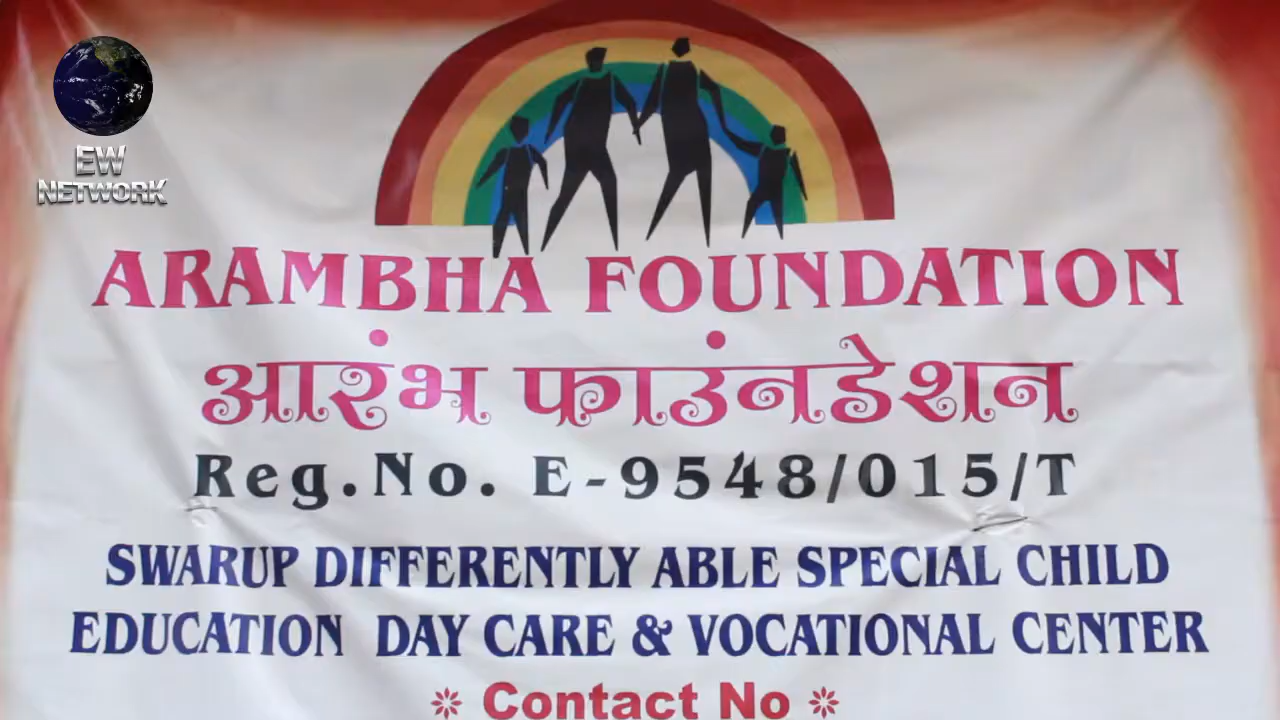 EW
NETWORK
ARAMBHA FOUNDATION
आरंभ फाउंनडेशन
Reg.No. E-9548/015/T
SWARUP DIFFERENTLY ABLE SPECIAL CHILD
EDUCATION DAY CARE & VOCATIONAL CENTER
Contact No